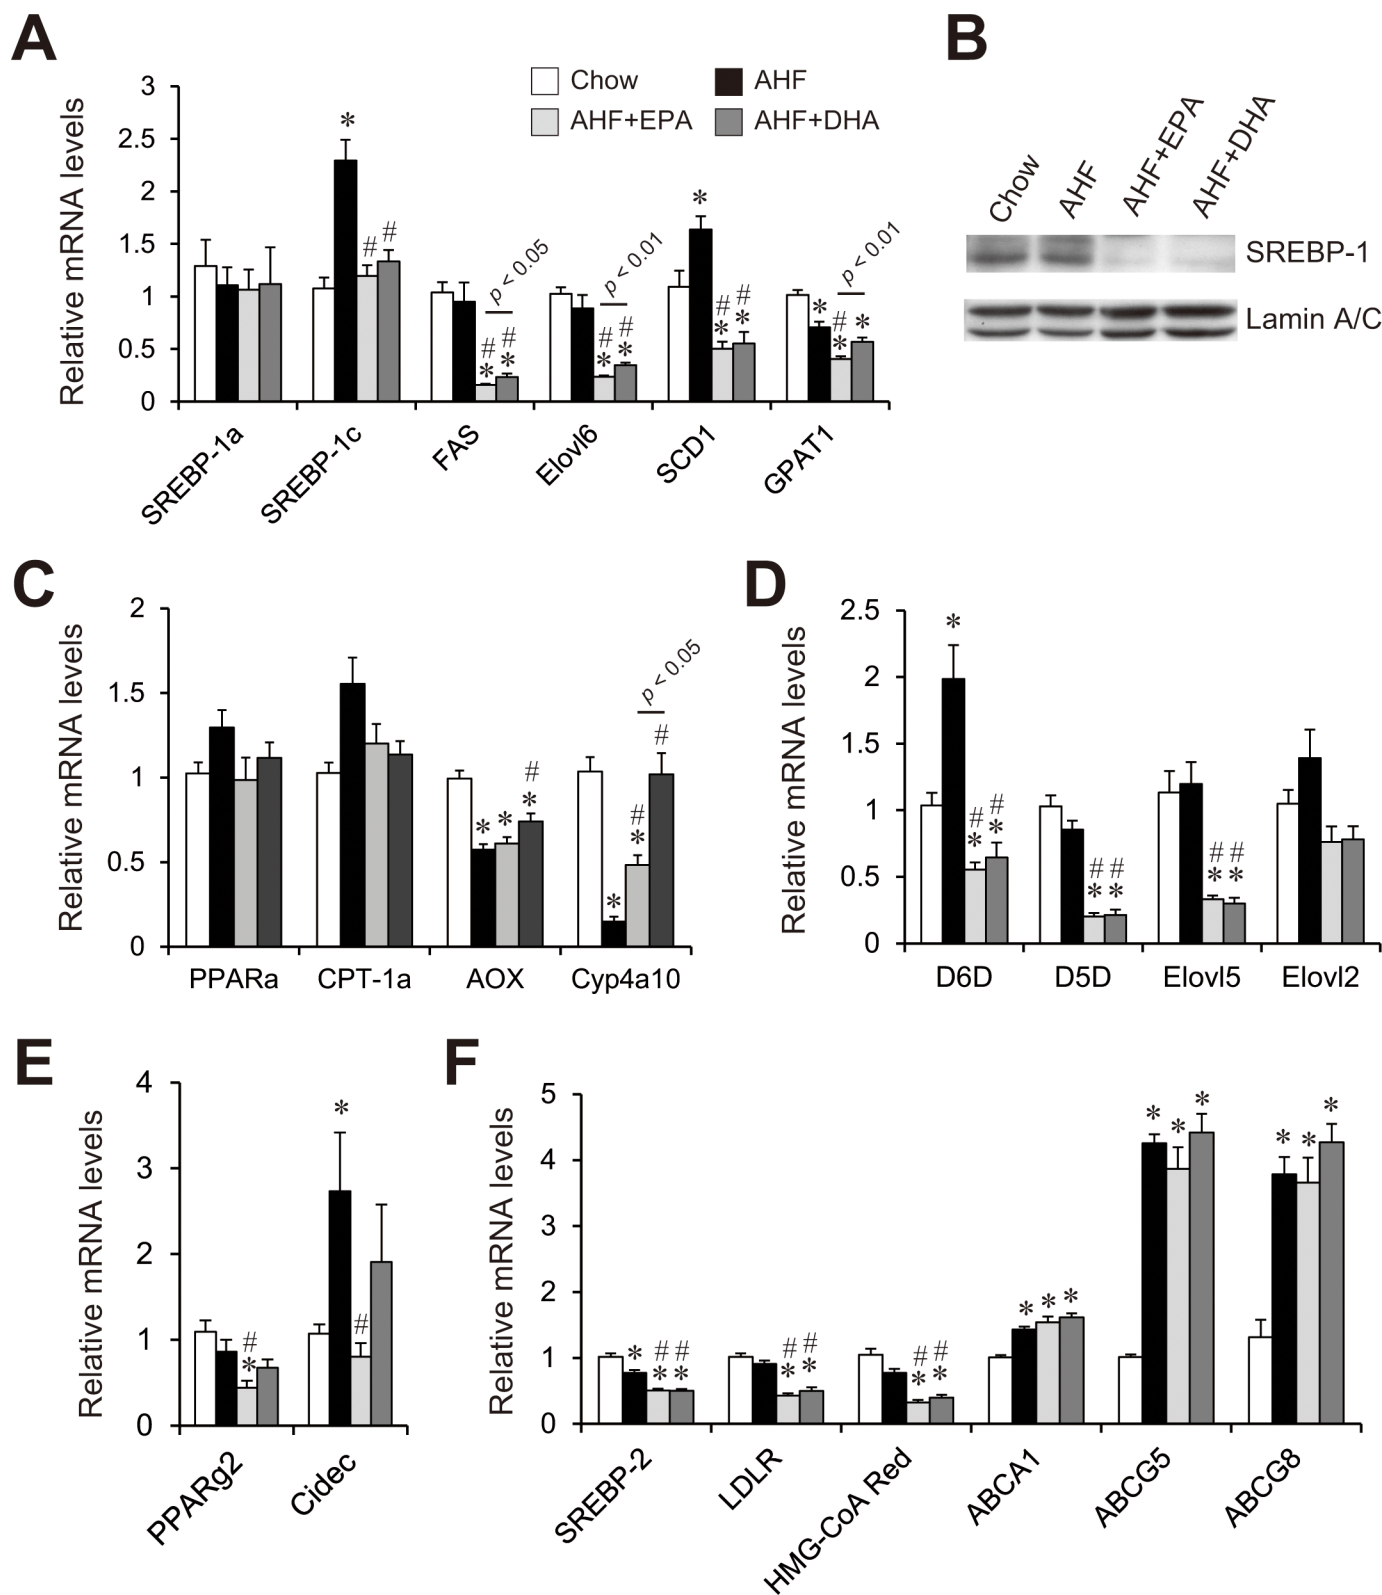 A
Relative mRNA levels
3
2.5
2
1.5
1
0.5
0
Chow
AHF
AHF+EPA
AHF+DHA
*
# #
p < 0.05
# #
* *
p < 0.01
# #
* *
*
# #
* *
p < 0.01
*
#
*
*
SREBP-1a
SREBP-1c
FAS
Elovl6
SCD1
GPAT1
B
Chow
AHF
AHF+EPA
AHF+DHA
SREBP-1
Lamin A/C
C
Relative mRNA levels
2
1.5
1
0.5
0
* *
#
*
*
#
*
#
p < 0.05
PPARa
CPT-1a
AOX
Cyp4a10
D
Relative mRNA levels
2.5
2
1.5
1
0.5
0
*
# #
* *
# #
* *
# #
* *
D6D
D5D
Elovl5
Elovl2
E
Relative mRNA levels
4
3
2
1
0
#
*
*
#
PPARg2
Cidec
F
Relative mRNA levels
5
4
3
2
1
0
*
# #
* *
# #
* *
# #
* *
* * *
* * *
* * *
SREBP-2
LDLR
HMG-CoA Red
ABCA1
ABCG5
ABCG8